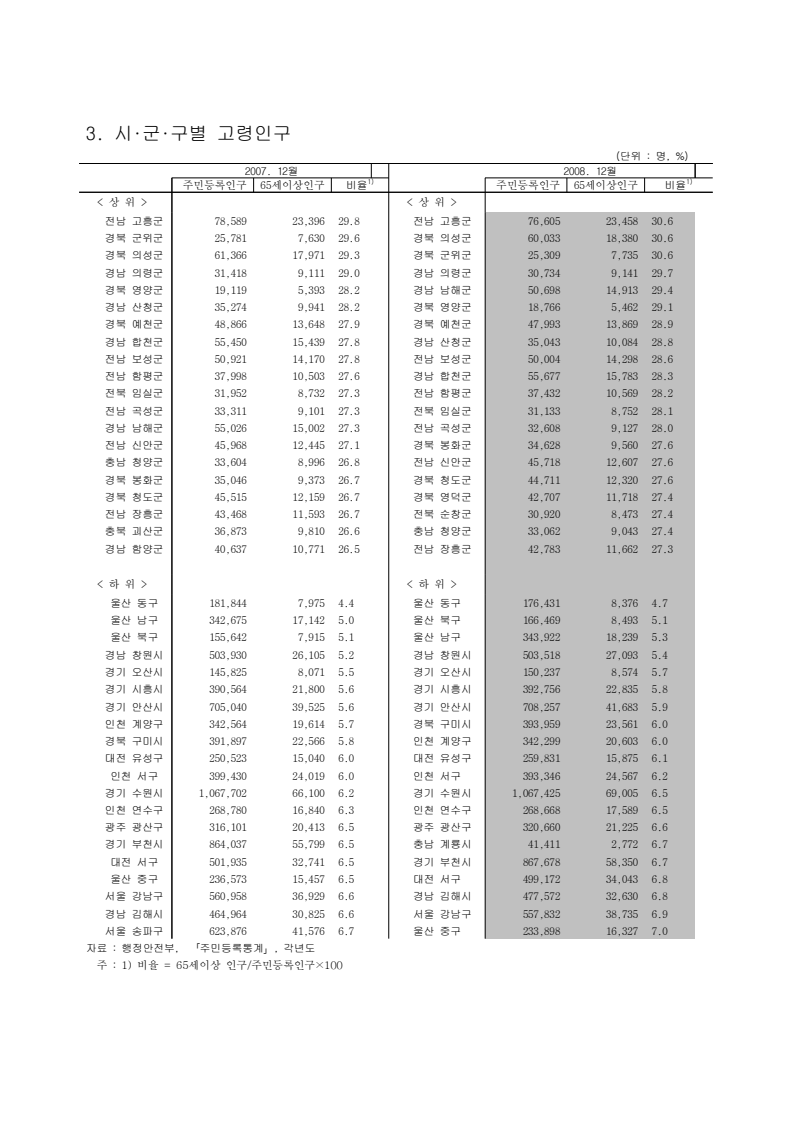 3. 시·군·구별 고령인구
(단위 : 명, %)
2007. 12월 2008. 12월
주민등록인구 65세이상인구 비율1) 주민등록인구 65세이상인구 비율1)
< 상 위 > < 상 위 >
전남 고흥군 78,589 23,396 29.8 전남 고흥군 76,605 23,458 30.6
경북 군위군 25,781 7,630 29.6 경북 의성군 60,033 18,380 30.6
경북 의성군 61,366 17,971 29.3 경북 군위군 25,309 7,735 30.6
경남 의령군 31,418 9,111 29.0 경남 의령군 30,734 9,141 29.7
경북 영양군 19,119 5,393 28.2 경남 남해군 50,698 14,913 29.4
경남 산청군 35,274 9,941 28.2 경북 영양군 18,766 5,462 29.1
경북 예천군 48,866 13,648 27.9 경북 예천군 47,993 13,869 28.9
경남 합천군 55,450 15,439 27.8 경남 산청군 35,043 10,084 28.8
전남 보성군 50,921 14,170 27.8 전남 보성군 50,004 14,298 28.6
전남 함평군 37,998 10,503 27.6 경남 합천군 55,677 15,783 28.3
전북 임실군 31,952 8,732 27.3 전남 함평군 37,432 10,569 28.2
전남 곡성군 33,311 9,101 27.3 전북 임실군 31,133 8,752 28.1
경남 남해군 55,026 15,002 27.3 전남 곡성군 32,608 9,127 28.0
전남 신안군 45,968 12,445 27.1 경북 봉화군 34,628 9,560 27.6
충남 청양군 33,604 8,996 26.8 전남 신안군 45,718 12,607 27.6
경북 봉화군 35,046 9,373 26.7 경북 청도군 44,711 12,320 27.6
경북 청도군 45,515 12,159 26.7 경북 영덕군 42,707 11,718 27.4
전남 장흥군 43,468 11,593 26.7 전북 순창군 30,920 8,473 27.4
충북 괴산군 36,873 9,810 26.6 충남 청양군 33,062 9,043 27.4
경남 함양군 40,637 10,771 26.5 전남 장흥군 42,783 11,662 27.3
< 하 위 > < 하 위 >
울산 동구 181,844 7,975 4.4 울산 동구 176,431 8,376 4.7
울산 남구 342,675 17,142 5.0 울산 북구 166,469 8,493 5.1
울산 북구 155,642 7,915 5.1 울산 남구 343,922 18,239 5.3
경남 창원시 503,930 26,105 5.2 경남 창원시 503,518 27,093 5.4
경기 오산시 145,825 8,071 5.5 경기 오산시 150,237 8,574 5.7
경기 시흥시 390,564 21,800 5.6 경기 시흥시 392,756 22,835 5.8
경기 안산시 705,040 39,525 5.6 경기 안산시 708,257 41,683 5.9
인천 계양구 342,564 19,614 5.7 경북 구미시 393,959 23,561 6.0
경북 구미시 391,897 22,566 5.8 인천 계양구 342,299 20,603 6.0
대전 유성구 250,523 15,040 6.0 대전 유성구 259,831 15,875 6.1
인천 서구 399,430 24,019 6.0 인천 서구 393,346 24,567 6.2
경기 수원시 1,067,702 66,100 6.2 경기 수원시 1,067,425 69,005 6.5
인천 연수구 268,780 16,840 6.3 인천 연수구 268,668 17,589 6.5
광주 광산구 316,101 20,413 6.5 광주 광산구 320,660 21,225 6.6
경기 부천시 864,037 55,799 6.5 충남 계룡시 41,411 2,772 6.7
대전 서구 501,935 32,741 6.5 경기 부천시 867,678 58,350 6.7
울산 중구 236,573 15,457 6.5 대전 서구 499,172 34,043 6.8
서울 강남구 560,958 36,929 6.6 경남 김해시 477,572 32,630 6.8
경남 김해시 464,964 30,825 6.6 서울 강남구 557,832 38,735 6.9
서울 송파구 623,876 41,576 6.7 울산 중구 233,898 16,327 7.0
자료 : 행정안전부, 「주민등록통계」, 각년도
주 : 1) 비율 = 65세이상 인구/주민등록인구×100